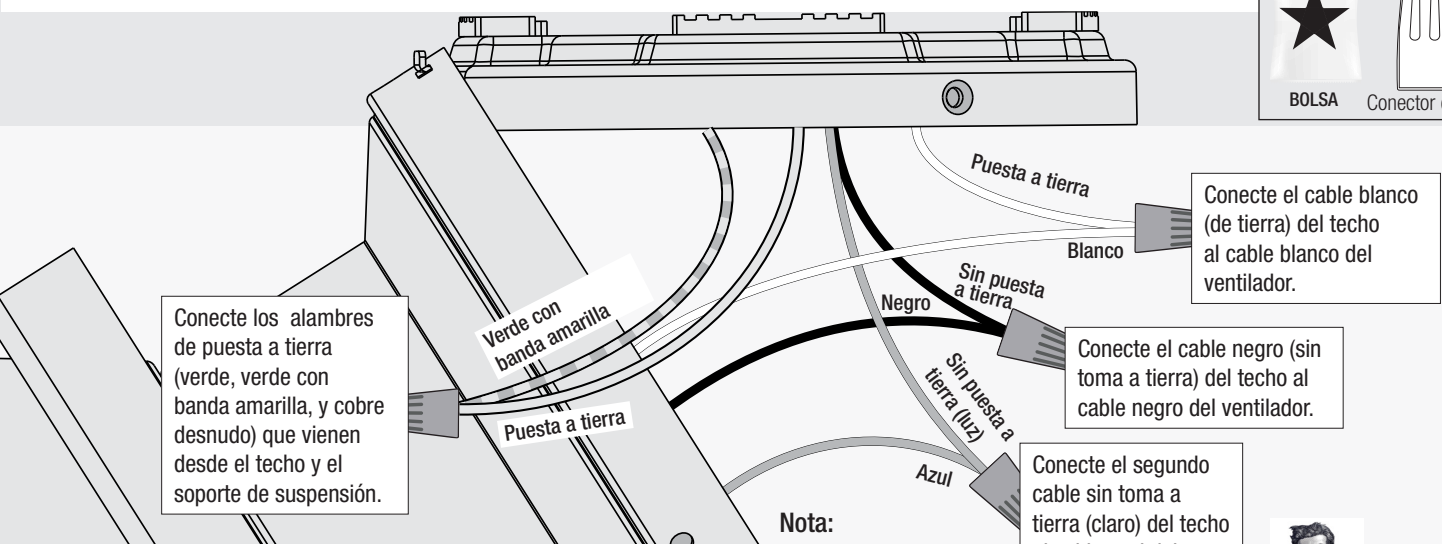 BOLSA
Conector
Puesta a tierra
Conecte el cable blanco
(de tierra) del techo
al cable blanco del
ventilador.
Blanco
Sin puesta
a tierra
Negro
Verde con
banda amarilla
Conecte los alambres
de puesta a tierra
(verde, verde con
banda amarilla, y cobre
desnudo) que vienen
desde el techo y el
soporte de suspensión.
Conecte el cable negro (sin
toma a tierra) del techo al
cable negro del ventilador.
Sin puesta a
tierra (luz)
Puesta a tierra
Azul
Conecte el segundo
cable sin toma a
tierra (claro) del techo
Nota: